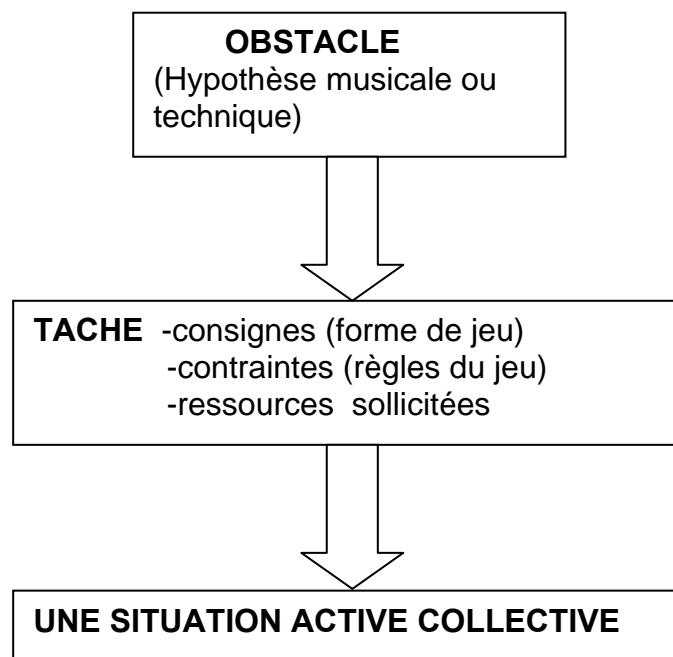 OBSTACLE
(Hypothèse musicale ou
technique)
TACHE -consignes (forme de jeu)
-contraintes (règles du jeu)
-ressources sollicitées
UNE SITUATION ACTIVE COLLECTIVE